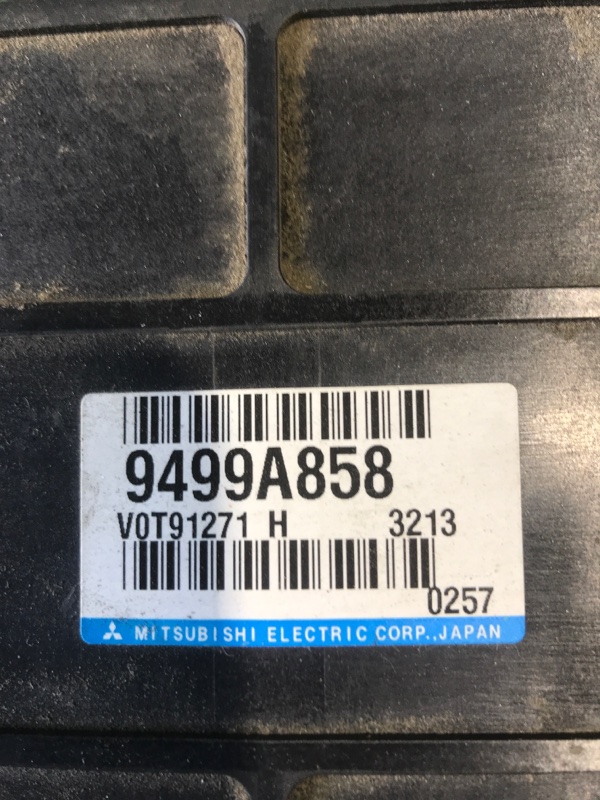 9499A858
V0T91271 H 3213
0257
MITSUBISHI ELECTRIC CORP.,JAPAN